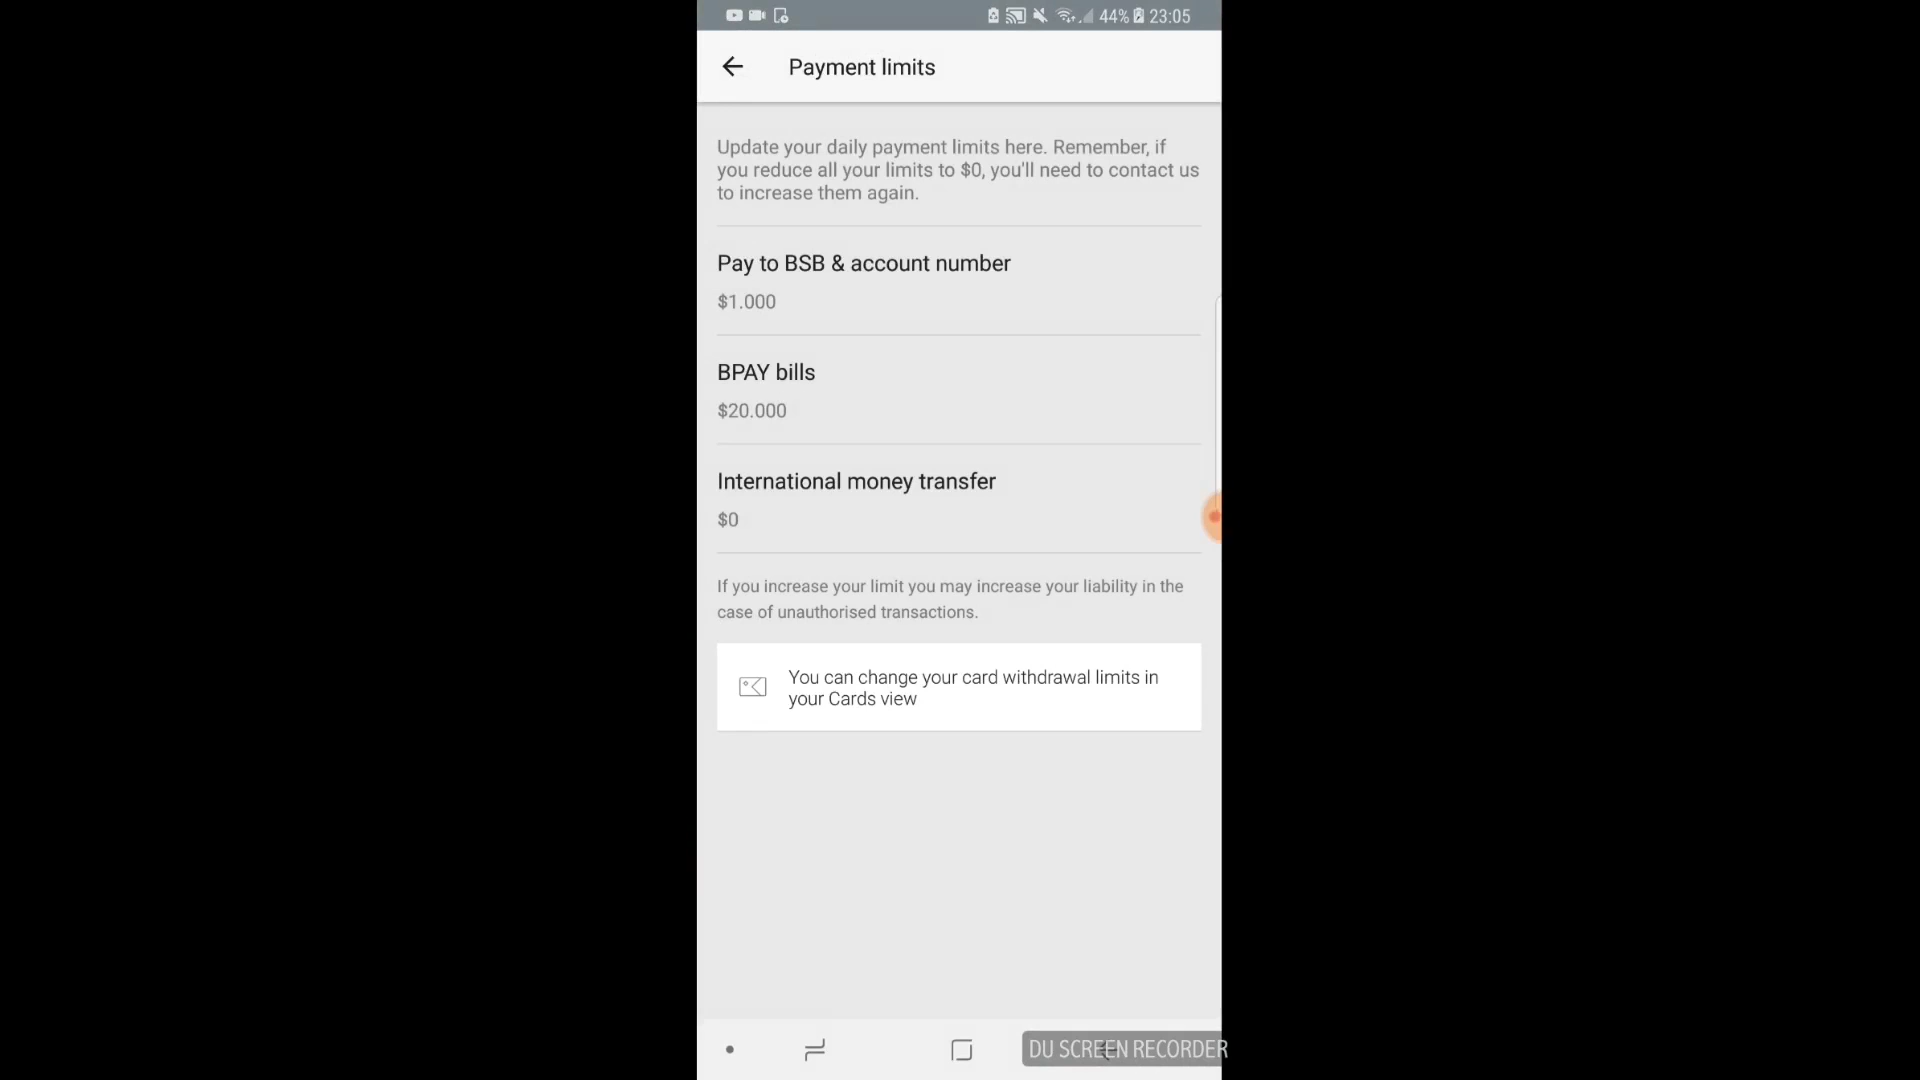 44% 23:05
Payment limits
Update your daily payment limits here. Remember, if
you reduce all your limits to $0, you'll need to contact us
to increase them again.
Pay to BSB & account number
$1.000
BPAY bills
$20.000
International money transfer
$0
If you increase your limit you may increase your liability in the
case of unauthorised transactions.
You can change your card withdrawal limits in
your Cards view
DU SCREEN RECORDER